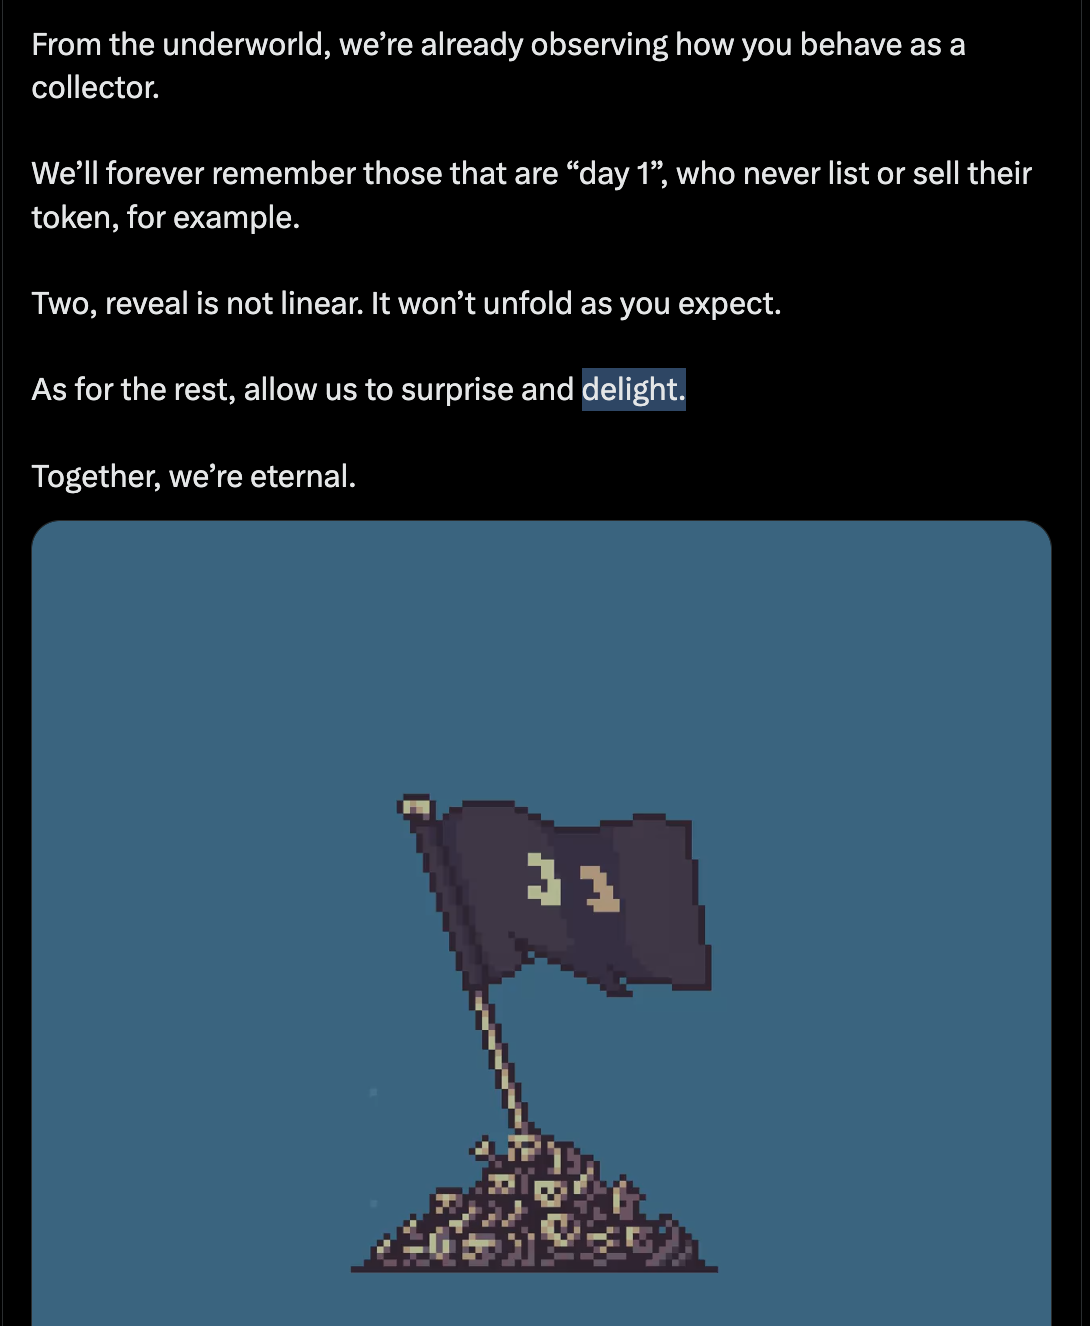 From the underworld, we’re already observing how you behave as a
collector.
We’ll forever remember those that are “day 1”, who never list or sell their
token, for example.
Two, reveal is not linear. It won’t unfold as you expect.
As for the rest, allow us to surprise and delight.
Together, we’re eternal.